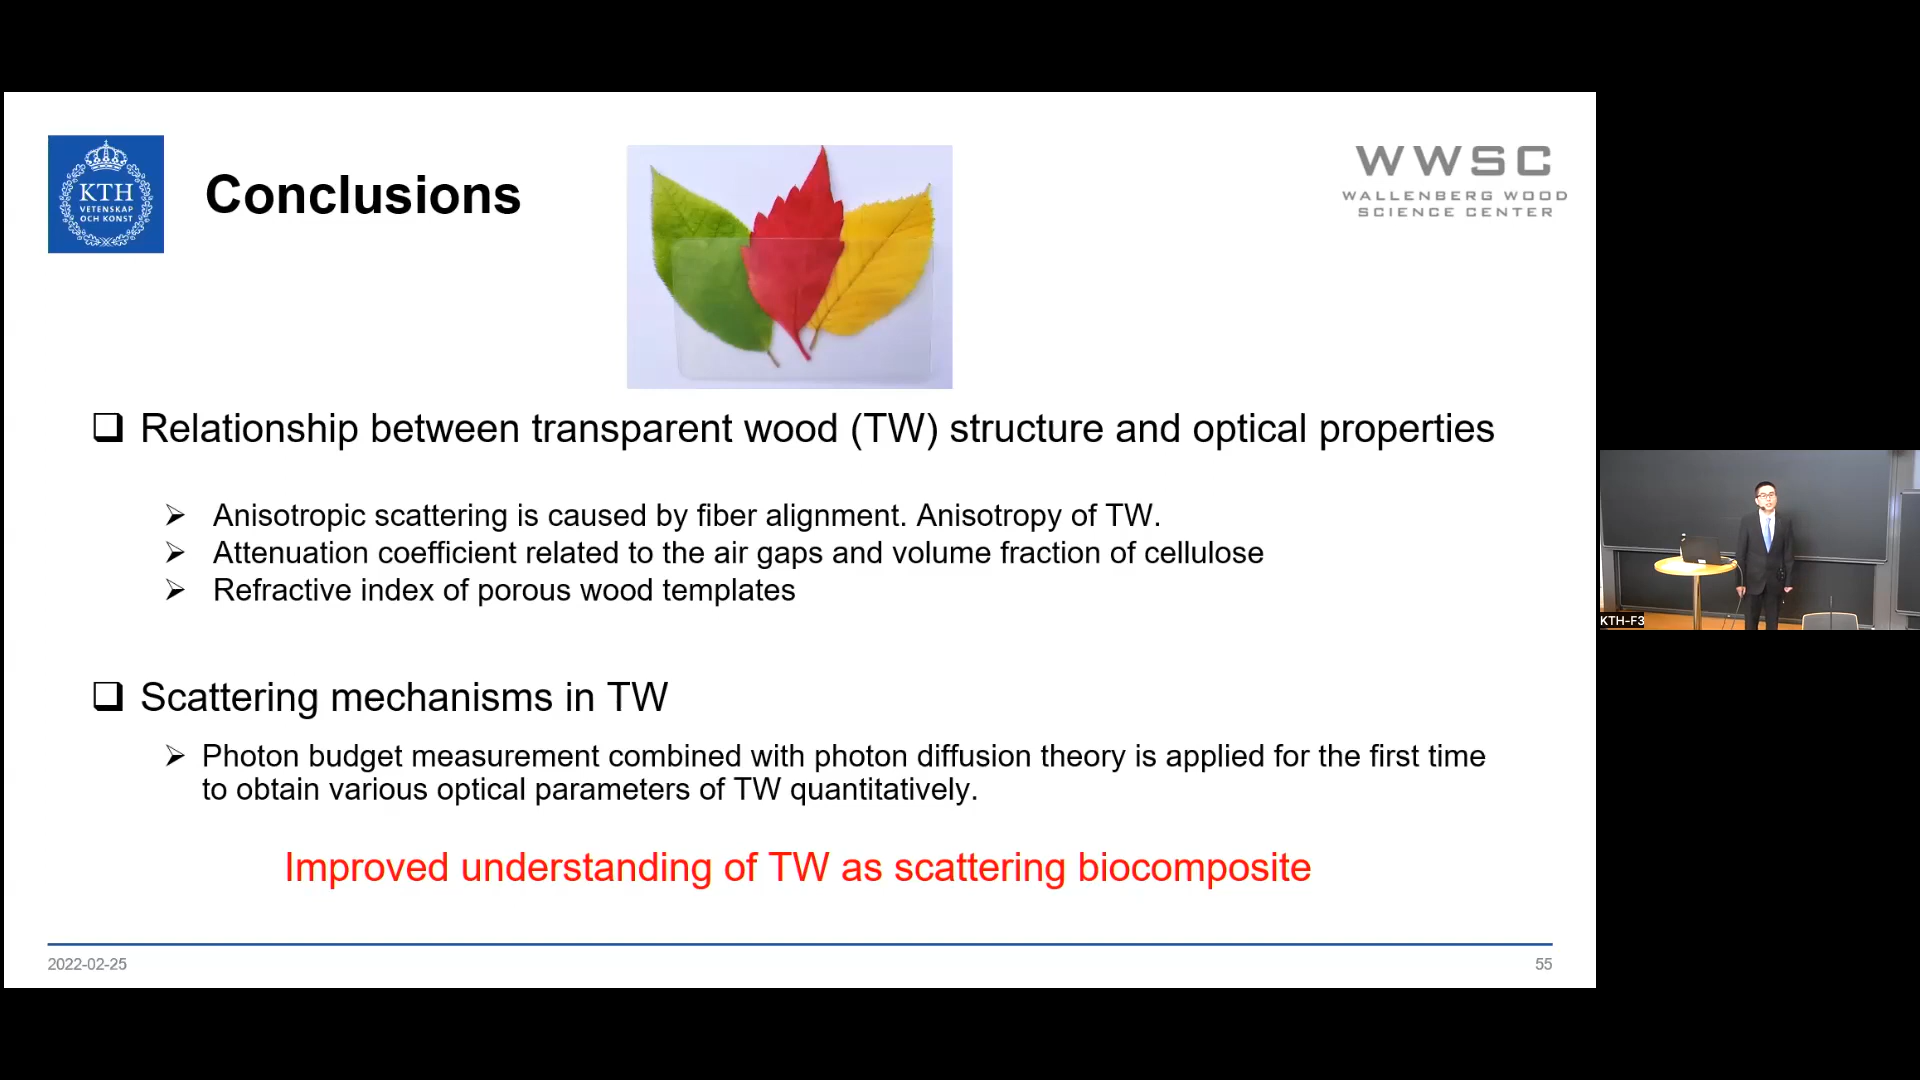 KTH
VETENSKAP
OCH KONST
Conclusions
WWSC
WALLENBERG WOOD
SCIENCE CENTER
Relationship between transparent wood (TW) structure and optical properties
Anisotropic scattering is caused by fiber alignment. Anisotropy of TW.
Attenuation coefficient related to the air gaps and volume fraction of cellulose
Refractive index of porous wood templates
Scattering mechanisms in TW
Photon budget measurement combined with photon diffusion theory is applied for the first time
to obtain various optical parameters of TW quantitatively.
Improved understanding of TW as scattering biocomposite
2022-02-25
55
KTH-F3